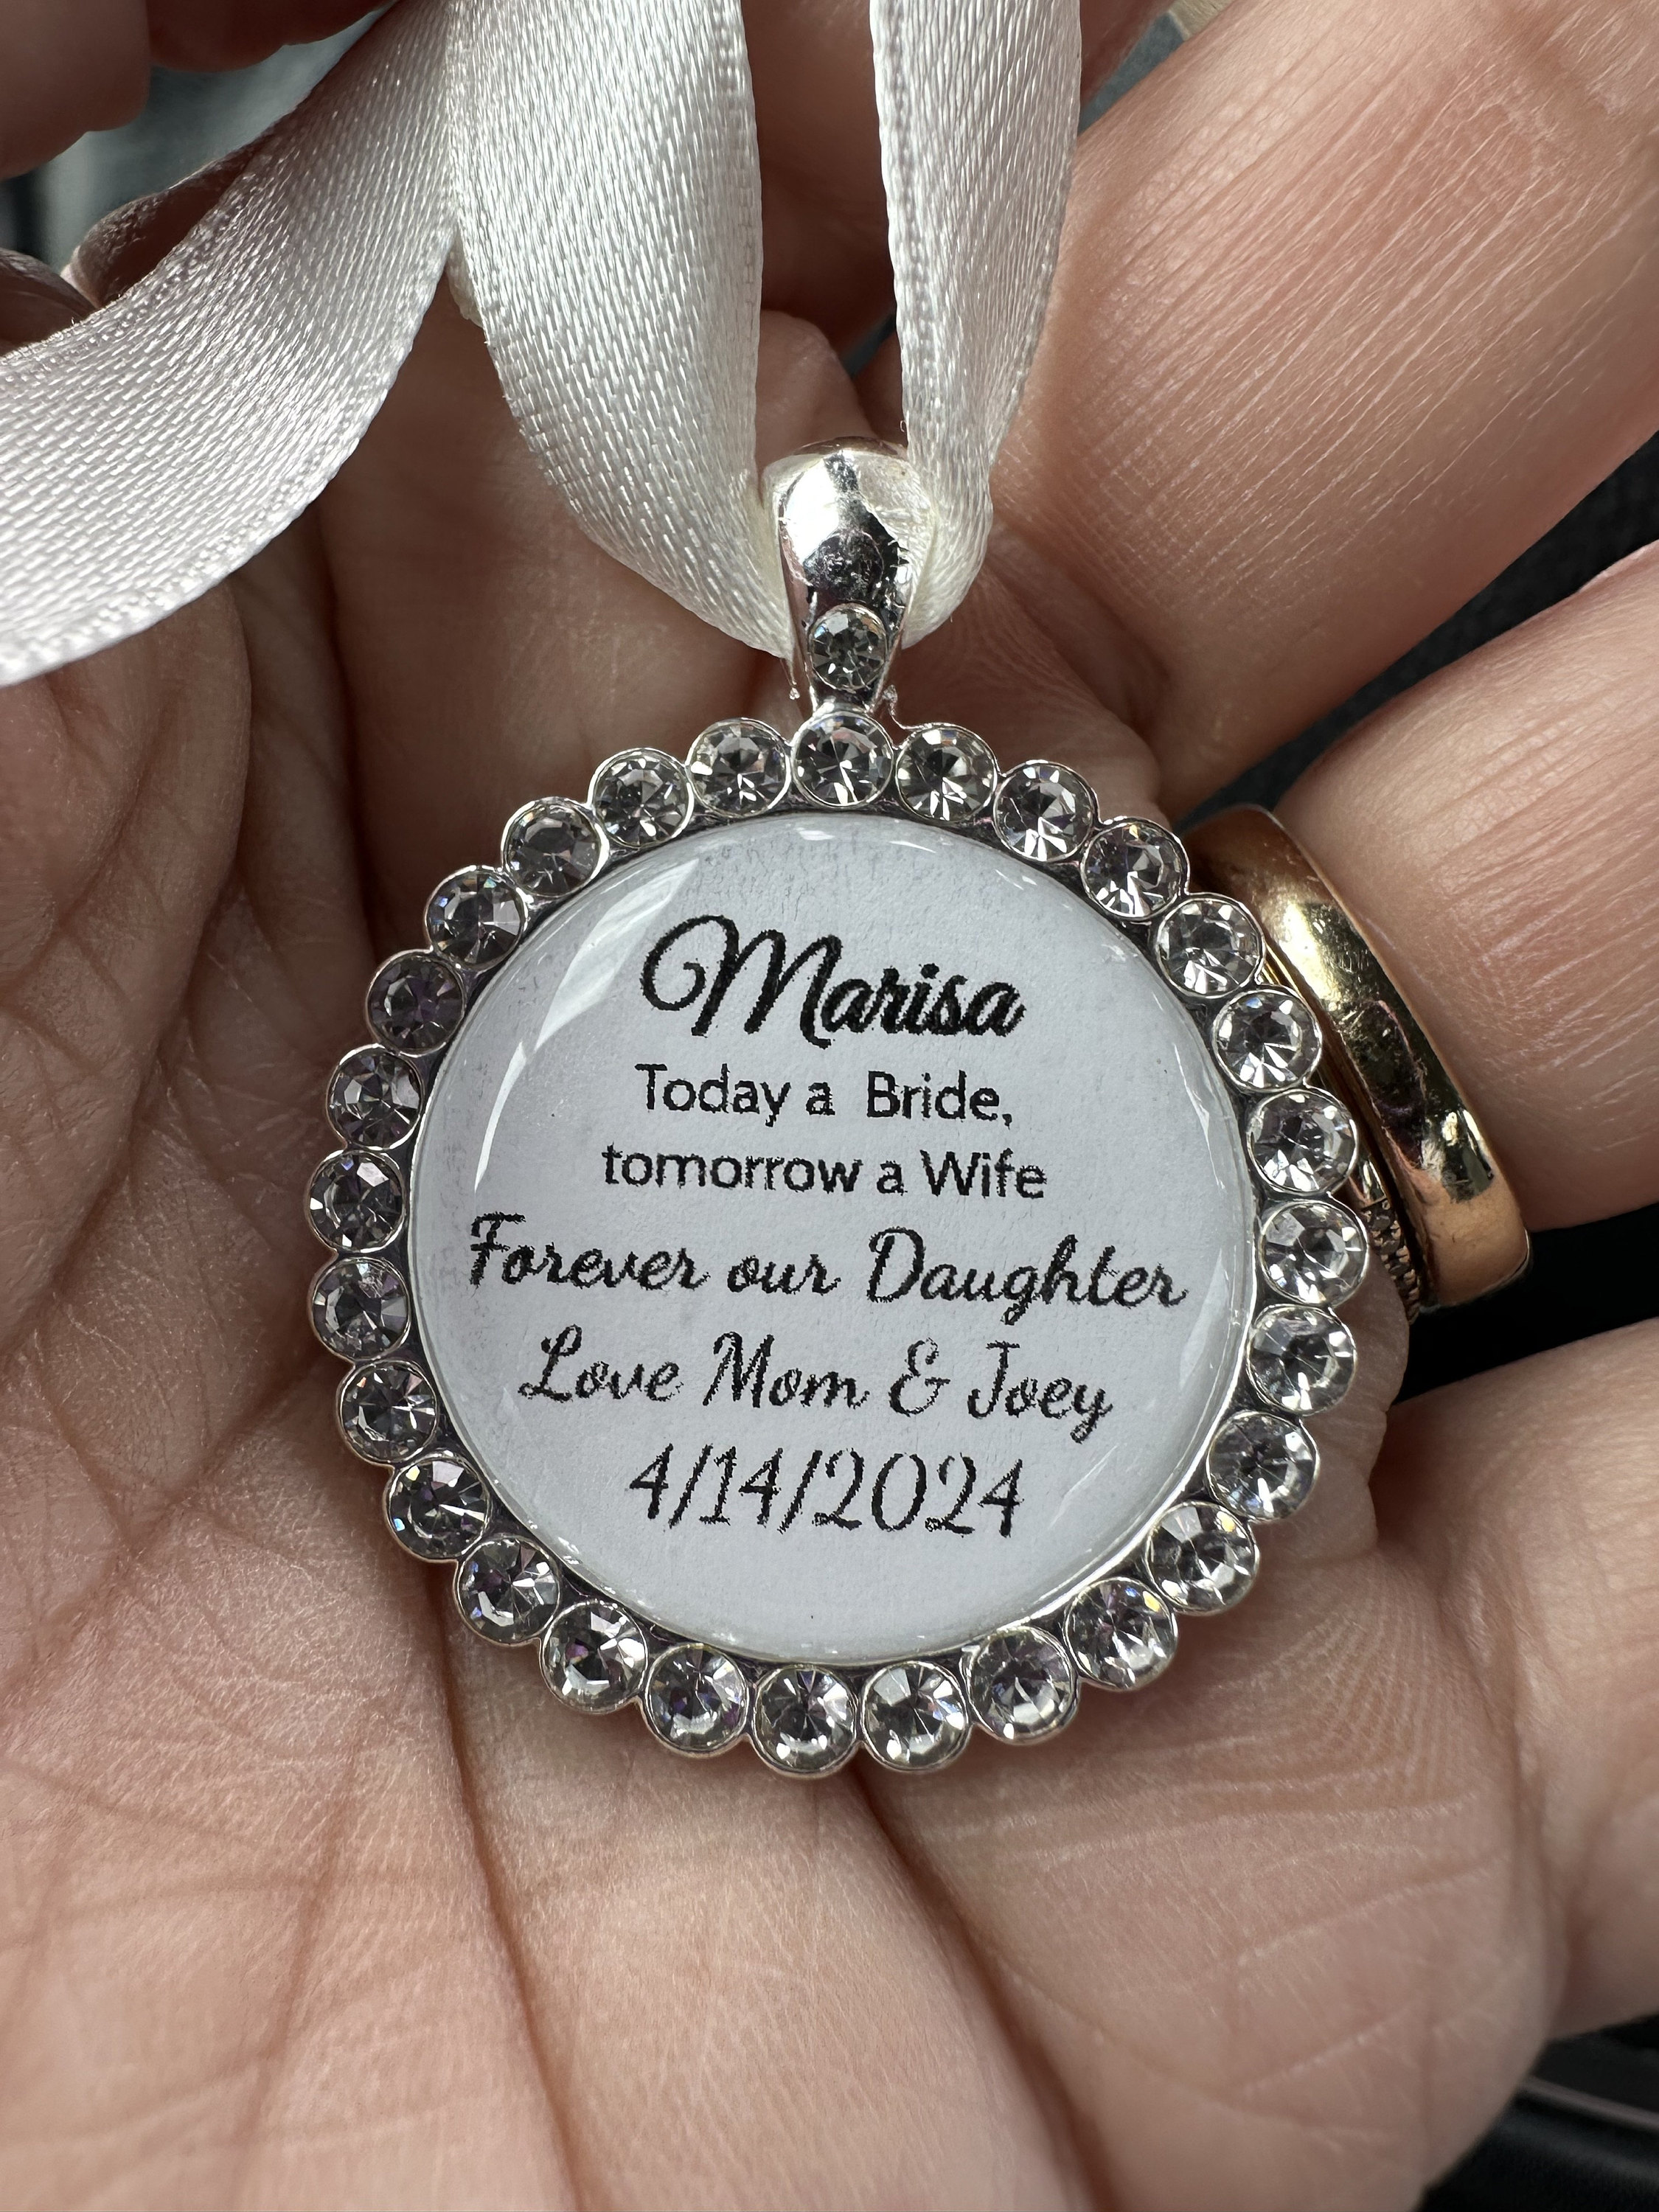 Marisa
Today a Bride,
tomorrow a Wife
Forever our Daughter
Love Mom & Joey
4/14/2024